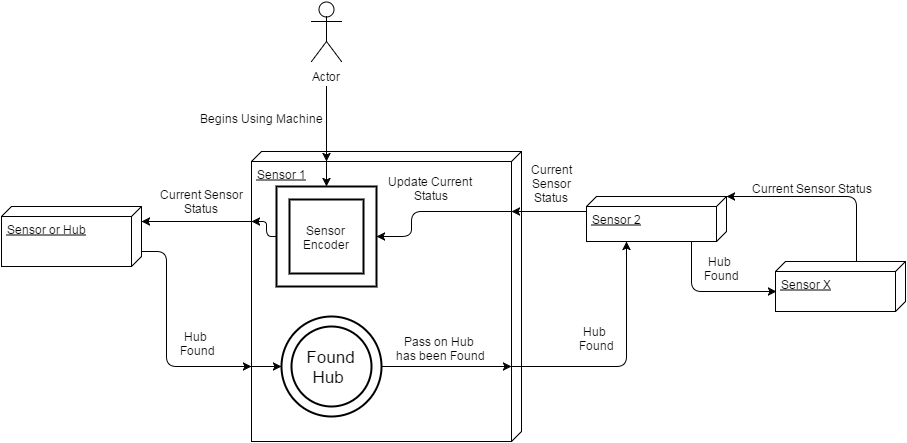 Actor
Begins Using Machine
Sensor 1
Sensor
Encoder
Update Current
Status
Current
Sensor
Status
Current Sensor
Status
Sensor or Hub
Sensor 2
Current Sensor Status
Hub
Found
Sensor X
Hub
Found
Found
Hub
Pass on Hub
has been Found
Hub
Found